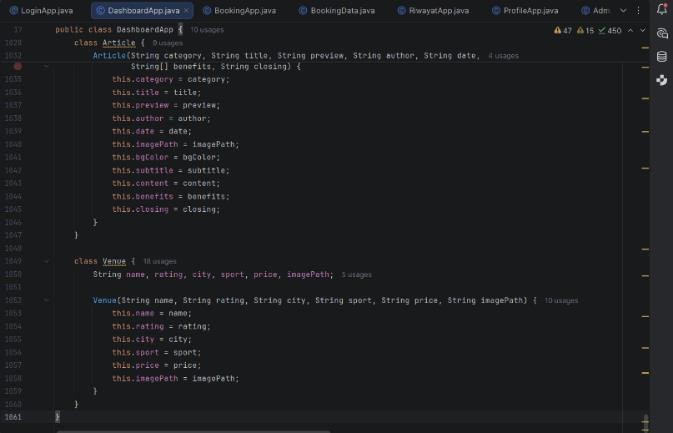 LoginApp.java DashboardApp.java × BookingApp.java BookingData.java RiwayatApp.java ProfileApp.java Adm
17 public class DashboardApp { 10 usages 47 15 450
1020 class Article { 9 usages
1032 Article(String category, String title, String preview, String author, String date, 4 usages
String[] benefits, String closing) {
1035 this.category = category;
1036 this.title = title;
1037 this.preview = preview;
1038 this.author = author;
1039 this.date = date;
1040 this.imagePath = imagePath;
1041 this.bgColor = bgColor;
1042 this.subtitle = subtitle;
1043 this.content = content;
1044 this.benefits = benefits;
1045 this.closing = closing;
1046 }
1047 }
1048
1049 class Venue { 18 usages
1050 String name, rating, city, sport, price, imagePath; 5 usages
1051
1052 Venue(String name, String rating, String city, String sport, String price, String imagePath) { 10 usages
1053 this.name = name;
1054 this.rating = rating;
1055 this.city = city;
1056 this.sport = sport;
1057 this.price = price;
1058 this.imagePath = imagePath;
1059 }
1060 }
1061 }